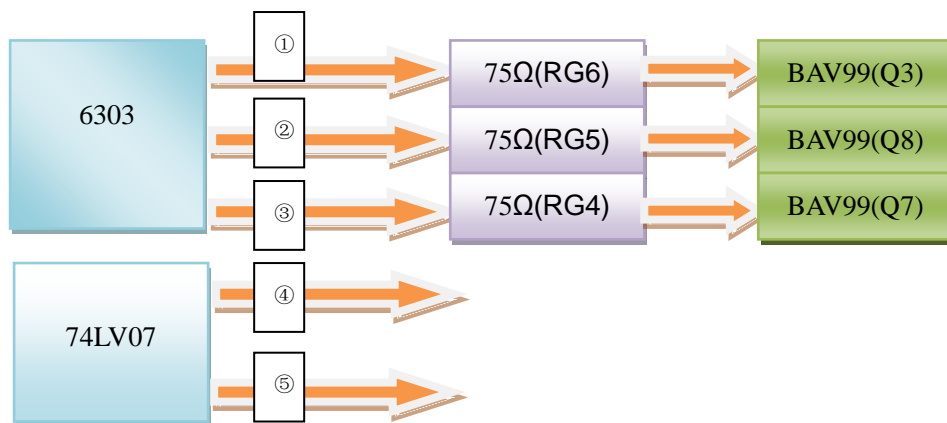 ①
6303
75Ω(RG6)
BAV99(Q3)
②
75Ω(RG5)
BAV99(Q8)
③
75Ω(RG4)
BAV99(Q7)
74LV07
④
⑤